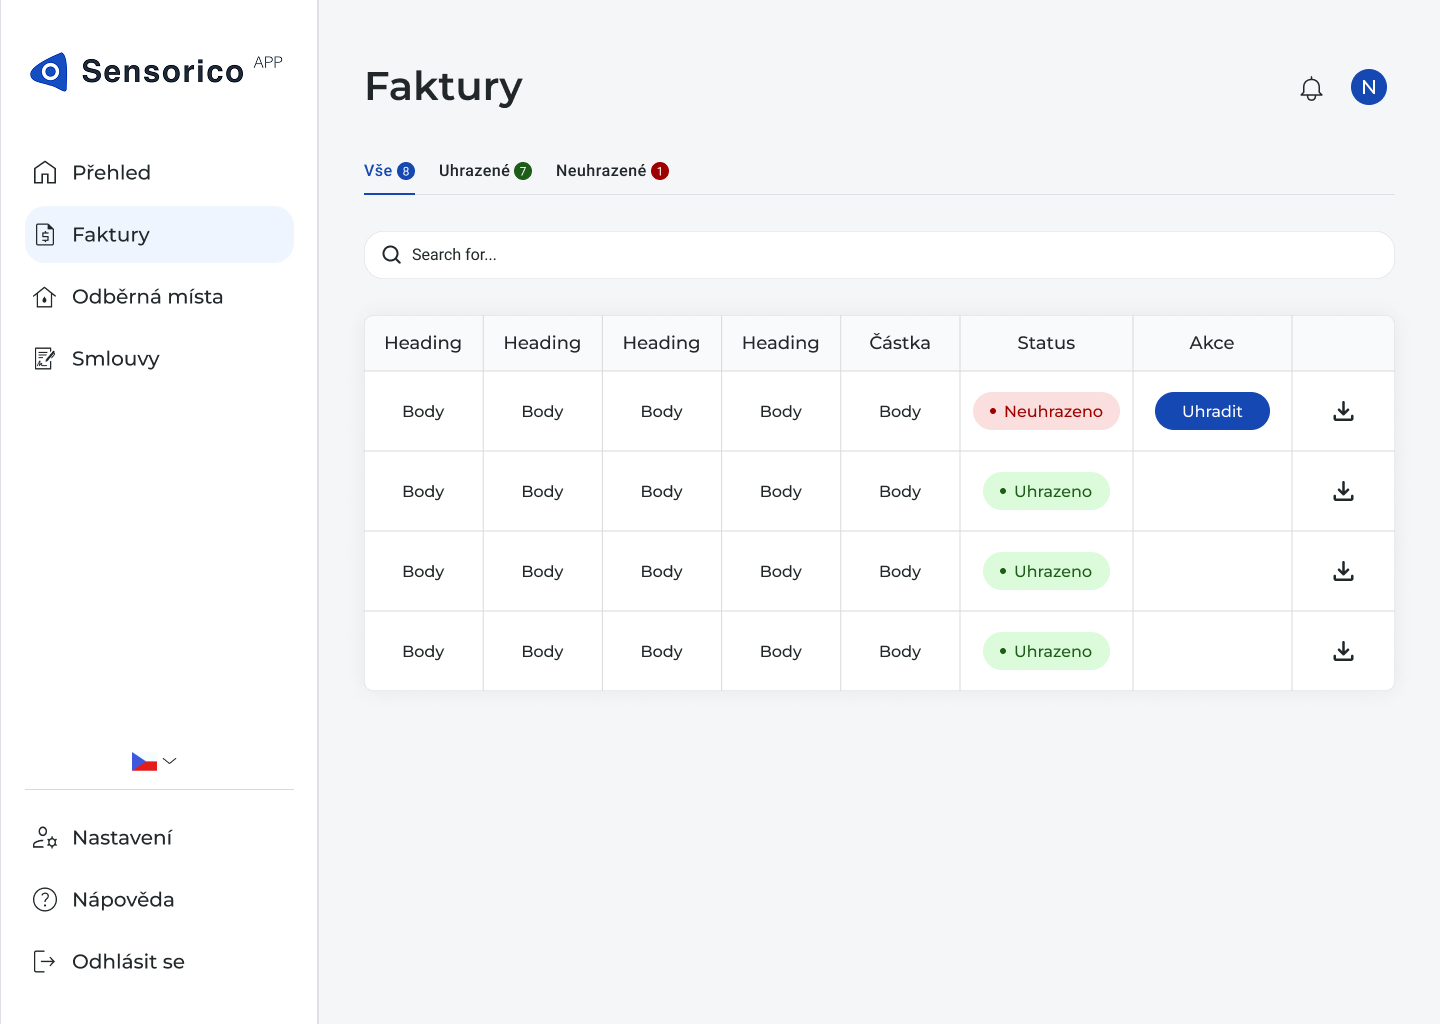 Sensorico APP
Přehled
Faktury
Odběrná místa
Smlouvy
Nastavení
Nápověda
Odhlásit se
Faktury
N
Vše 8 Uhrazené 7 Neuhrazené 1
Search for...
Heading Heading Heading Heading Částka Status Akce
Body Body Body Body Body Neuhrazeno Uhradit
Body Body Body Body Body Uhrazeno
Body Body Body Body Body Uhrazeno
Body Body Body Body Body Uhrazeno